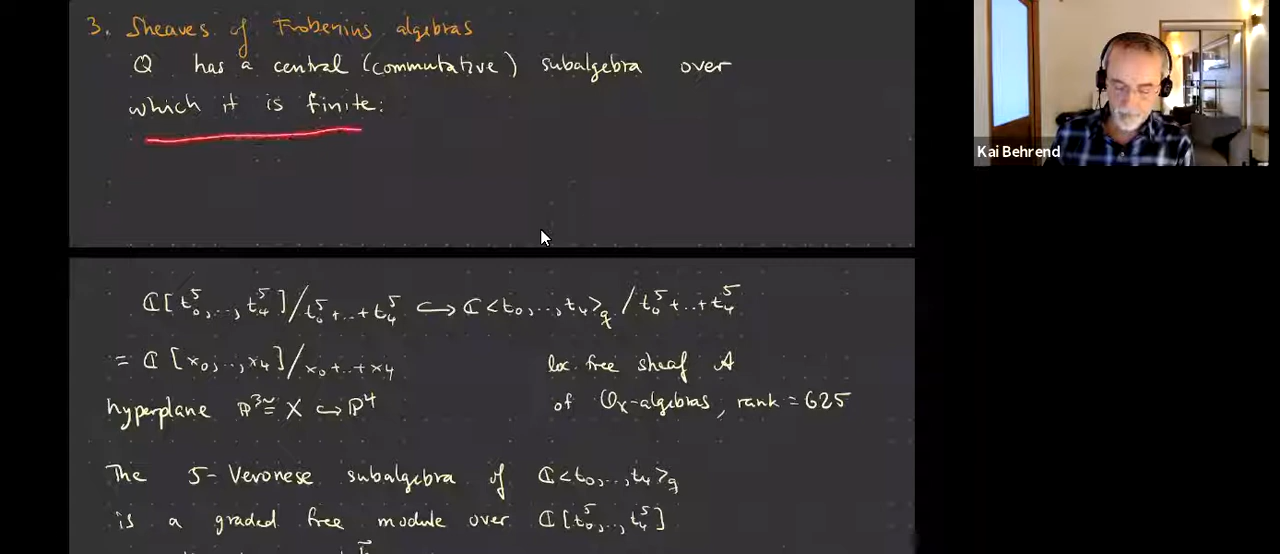 3. Sheaves of Frobenius algebras
Q has a central (commutative) subalgebra over
which it is finite:
ℂ[t₀⁵,..,t₄⁵]/t₀⁵+..+t₄⁵ ↪ ℂ<t₀,..,t₄>_q /t₀⁵+..+t₄⁵
= ℂ[x₀,..,x₄]/x₀+..+x₄
loc. free sheaf A
hyperplane ℙ³ ≅ X ↪ ℙ⁴
of O_X-algebras, rank = 625
The 5-Veronese subalgebra of ℂ<t₀,..,t₄>_q
is a graded free module over ℂ[t₀⁵,..,t₄⁵]
Kai Behrend